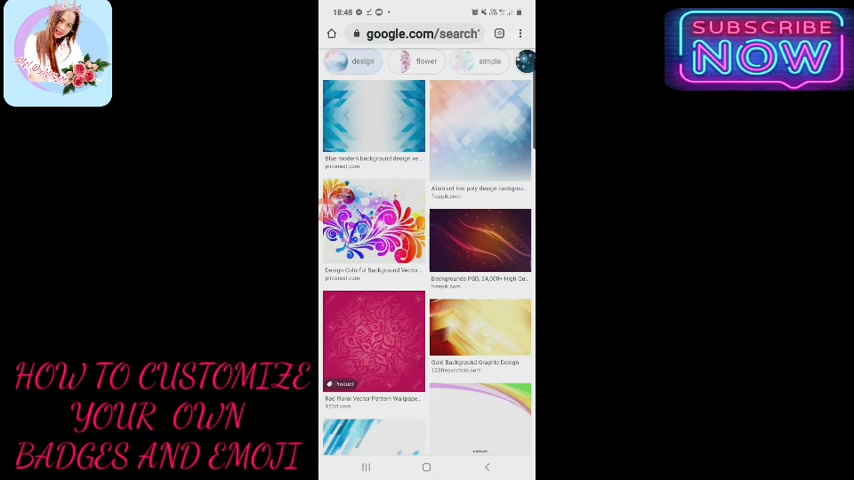 18:48
google.com/search
SUBSCRIBE
NOW
design
flower
simple
Blue modern background design ve...
pinterest.com
Abstrakt low poly design backgrou...
freepik.com
Design Colorful Background Vector...
pinterest.com
Backgrounds PSD, 24,000+ High Qu...
freepik.com
Gold Background Graphic Design
123freevectors.com
Product
Red Floral Vector Pattern Wallpape...
123rf.com
HOW TO CUSTOMIZE
YOUR OWN
BADGES AND EMOJI